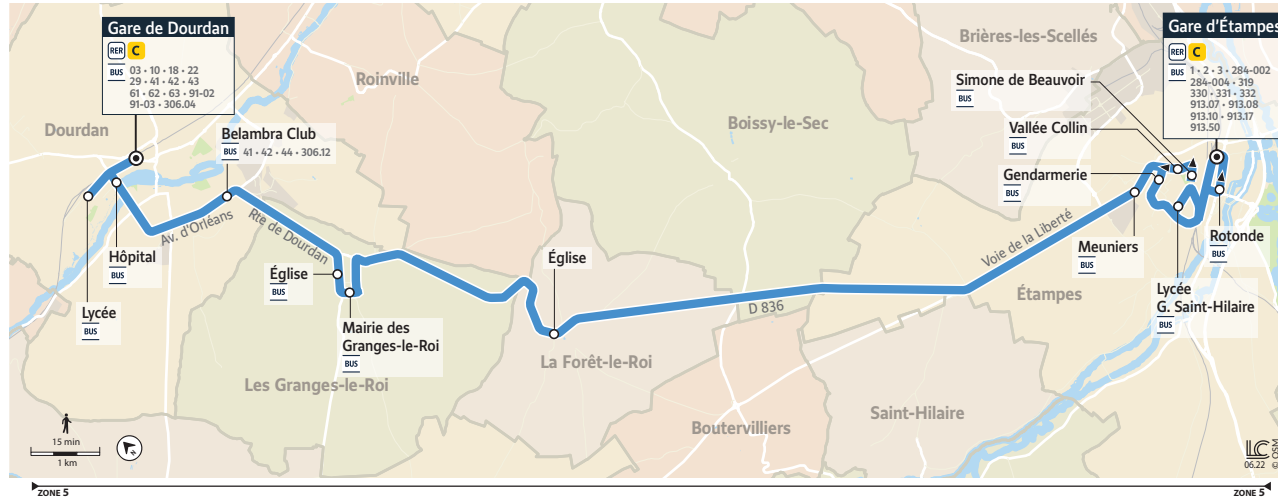 Gare de Dourdan
RER C
BUS 03 • 10 • 18 • 22
29 • 41 • 42 • 43
61 • 62 • 63 • 91-02
91-03 • 306.04
Dourdan
Roinville
Belambra Club
BUS 41 • 42 • 44 • 306.12
Av. d'Orléans
Rte de Dourdan
Hôpital
BUS
Lycée
BUS
Église
BUS
Mairie des
Granges-le-Roi
BUS
Les Granges-le-Roi
Église
La Forêt-le-Roi
Boissy-le-Sec
D 836
Boutervilliers
Saint-Hilaire
Brières-les-Scellés
Simone de Beauvoir
BUS
Vallée Collin
BUS
Gendarmerie
BUS
Gare d'Étampes
RER C
BUS 1 • 2 • 3 • 284-002
284-004 • 319
330 • 331 • 332
913.07 • 913.08
913.10 • 913.17
913.50
Voie de la Liberté
Meuniers
BUS
Étampes
Rotonde
BUS
Lycée
G. Saint-Hilaire
BUS
15 min
1 km
LC
06.22
© OSM
ZONE 5
ZONE 5